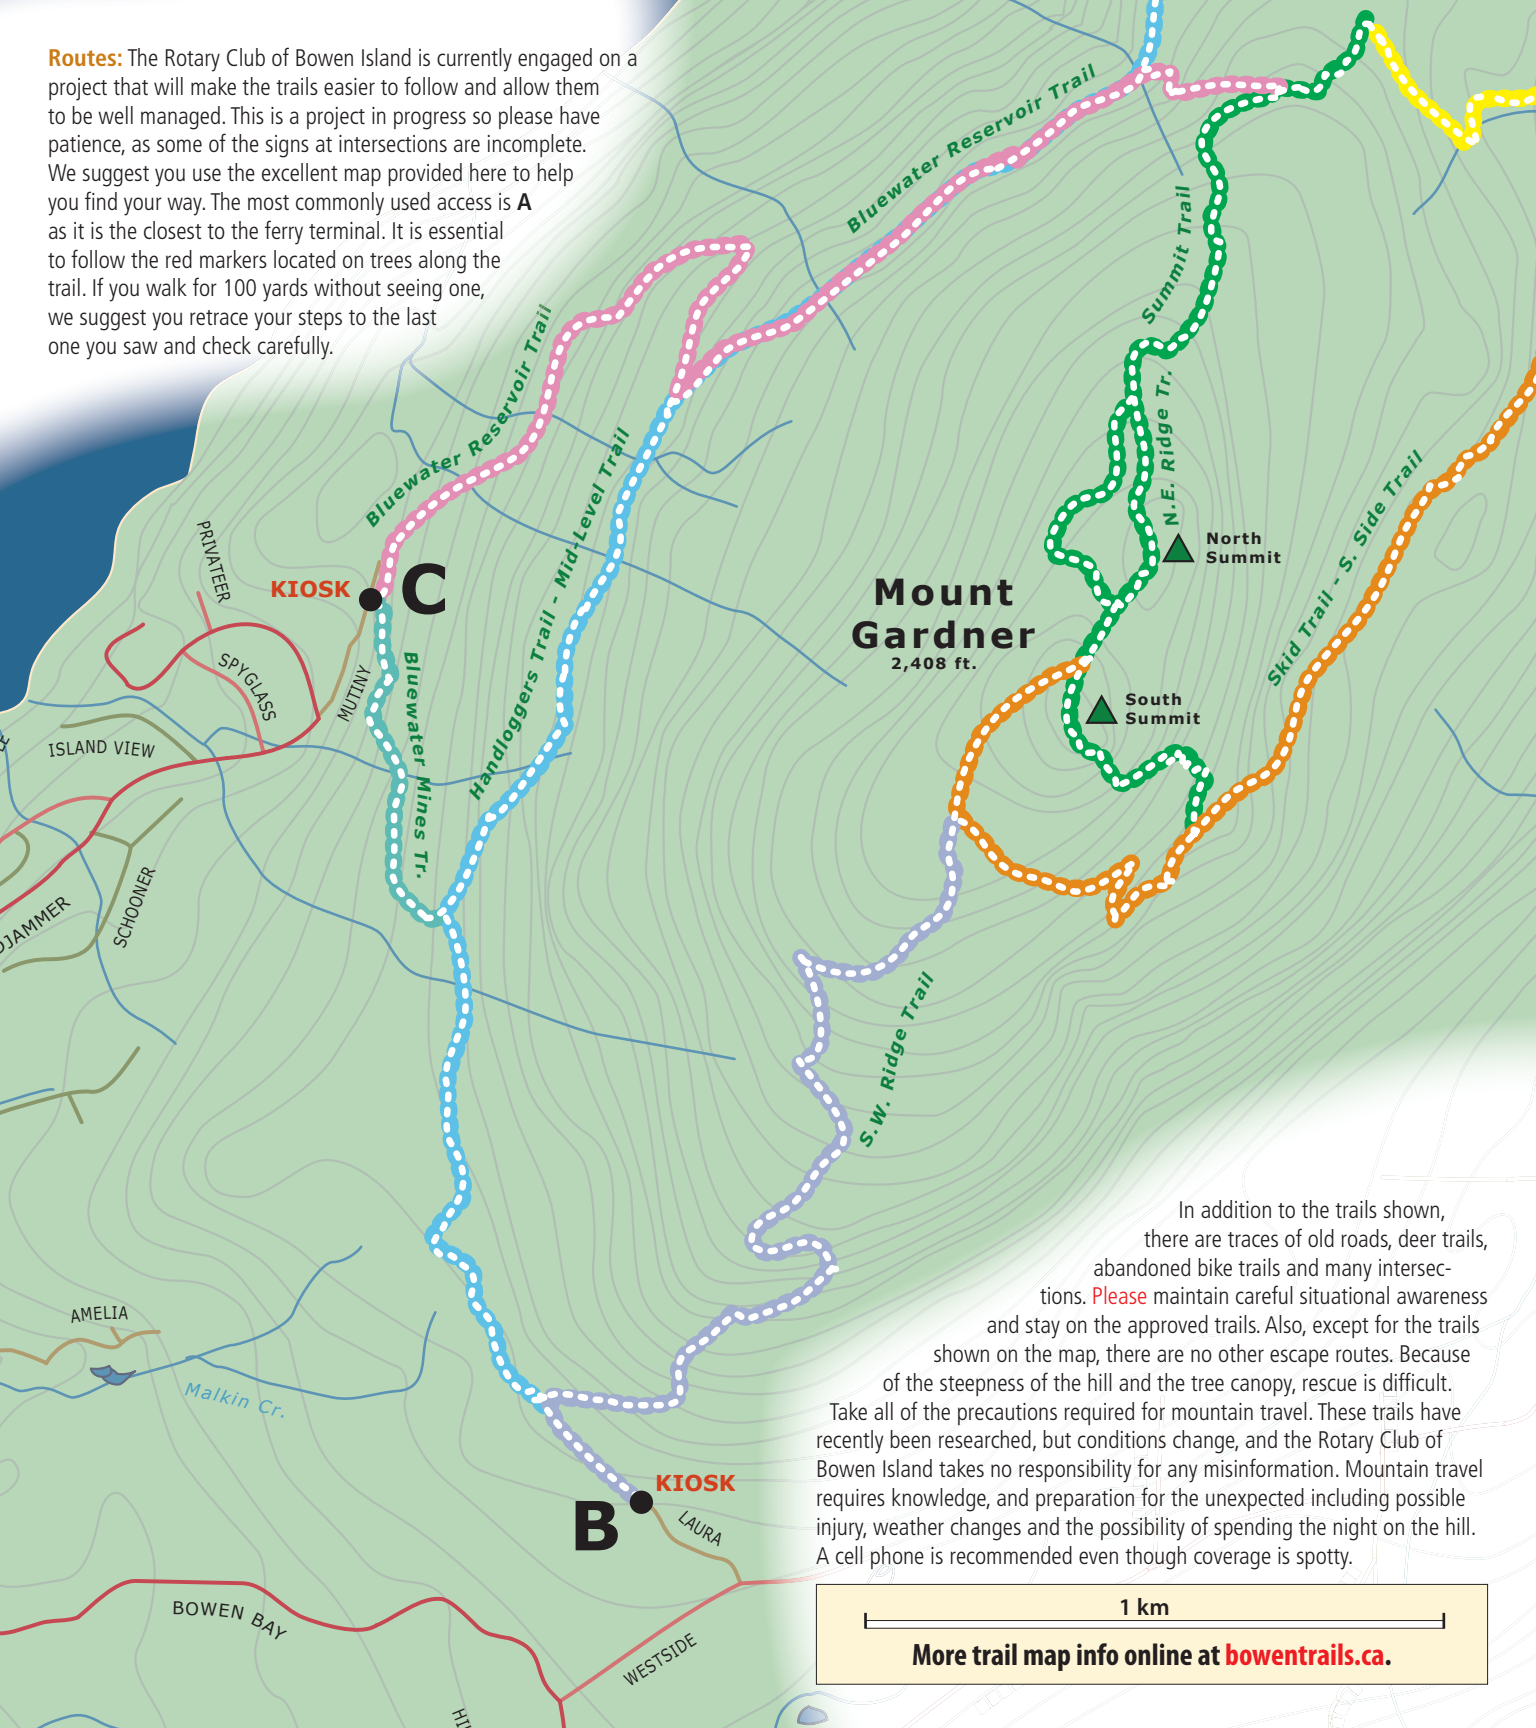 Routes: The Rotary Club of Bowen Island is currently engaged on a
project that will make the trails easier to follow and allow them
to be well managed. This is a project in progress so please have
patience, as some of the signs at intersections are incomplete.
We suggest you use the excellent map provided here to help
you find your way. The most commonly used access is A
as it is the closest to the ferry terminal. It is essential
to follow the red markers located on trees along the
trail. If you walk for 100 yards without seeing one,
we suggest you retrace your steps to the last
one you saw and check carefully.
Bluewater Reservoir Trail
Summit Trail
Bluewater Reservoir Trail
N.E. Ridge Tr.
Handloggers Trail - Mid-Level Trail
Skid Trail - S. Side Trail
North
Summit
PRIVATEER
KIOSK
C
Mount
Gardner
2,408 ft.
SPYGLASS
MUTINY
Bluewater Mines Tr.
South
Summit
ISLAND VIEW
DJAMMER
SCHOONER
S.W. Ridge Trail
AMELIA
Malkin Cr.
KIOSK
B
LAURA
BOWEN BAY
WESTSIDE
In addition to the trails shown,
there are traces of old roads, deer trails,
abandoned bike trails and many intersec-
tions. Please maintain careful situational awareness
and stay on the approved trails. Also, except for the trails
shown on the map, there are no other escape routes. Because
of the steepness of the hill and the tree canopy, rescue is difficult.
Take all of the precautions required for mountain travel. These trails have
recently been researched, but conditions change, and the Rotary Club of
Bowen Island takes no responsibility for any misinformation. Mountain travel
requires knowledge, and preparation for the unexpected including possible
injury, weather changes and the possibility of spending the night on the hill.
A cell phone is recommended even though coverage is spotty.
1 km
More trail map info online at bowentrails.ca.